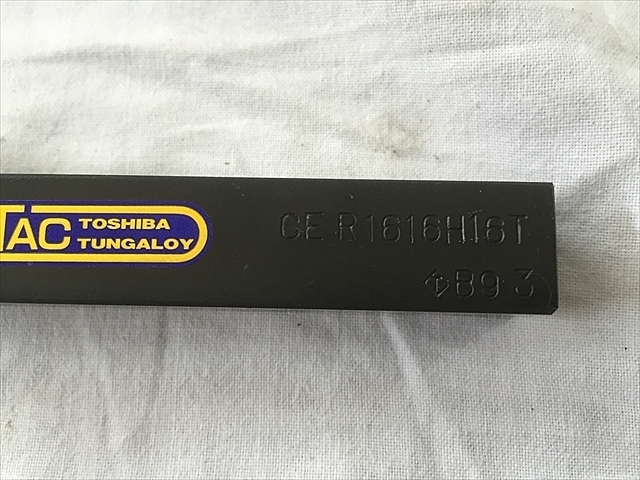 TAC TOSHIBA
TUNGALOY
CER1616H16T
B9 3